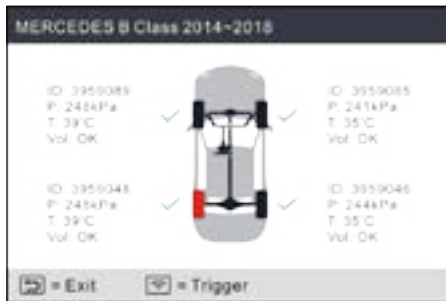 MERCEDES B Class 2014~2018
ID: 3959089
P: 248kPa
T: 39°C
Vol: OK
ID: 3959085
P: 241kPa
T: 35°C
Vol: OK
ID: 3959048
P: 248kPa
T: 39°C
Vol: OK
ID: 3959046
P: 244kPa
T: 35°C
Vol: OK
= Exit
= Trigger